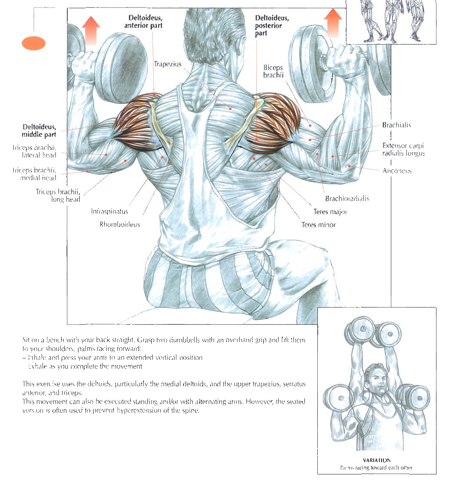 Deltoideus,
anterior part
Deltoideus,
posterior
part
Trapezius
Biceps
brachii
Deltoideus,
middle part
Triceps brachii,
lateral head
Triceps brachii,
medial head
Triceps brachii,
long head
Infraspinatus
Rhomboideus
Brachialis
Extensor carpi
radialis longus
Anconeus
Brachioradialis
Teres major
Teres minor
Sit on a bench with your back straight. Grasp two dumbbells with an overhand grip and lift them
to your shoulders, palms facing forward:
– Inhale and press your arms to an extended vertical position
– Exhale as you complete the movement
This exercise uses the deltoids, particularly the medial deltoids, and the upper trapezius, serratus
anterior, and triceps.
This movement can also be executed standing and/or with alternating arms. However, the seated
version is often used to prevent hyperextension of the spine.
VARIATION
Palms facing toward each other